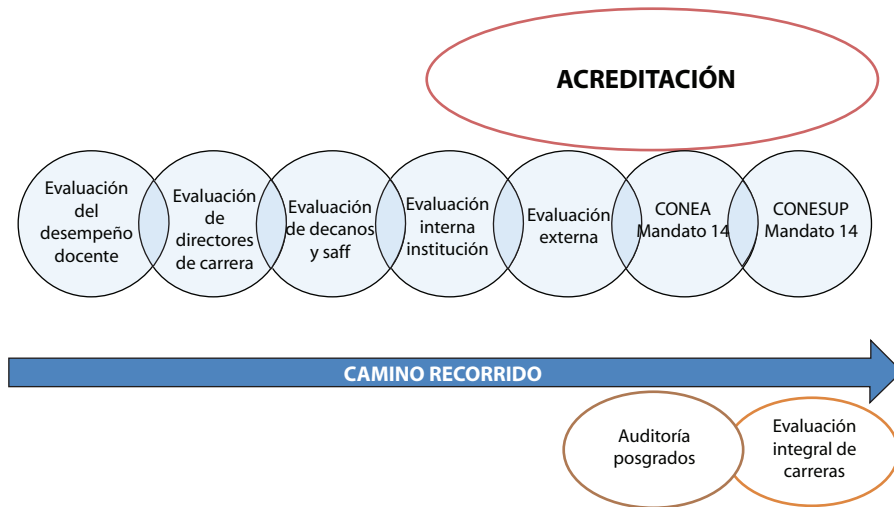 ACREDITACIÓN
Evaluación
del
desempeño
docente
Evaluación
de
directores
de carrera
Evaluación
de decanos
y saff
Evaluación
interna
institución
Evaluación
externa
CONEA
Mandato 14
CONESUP
Mandato 14
CAMINO RECORRIDO
Auditoría
posgrados
Evaluación
integral de
carreras